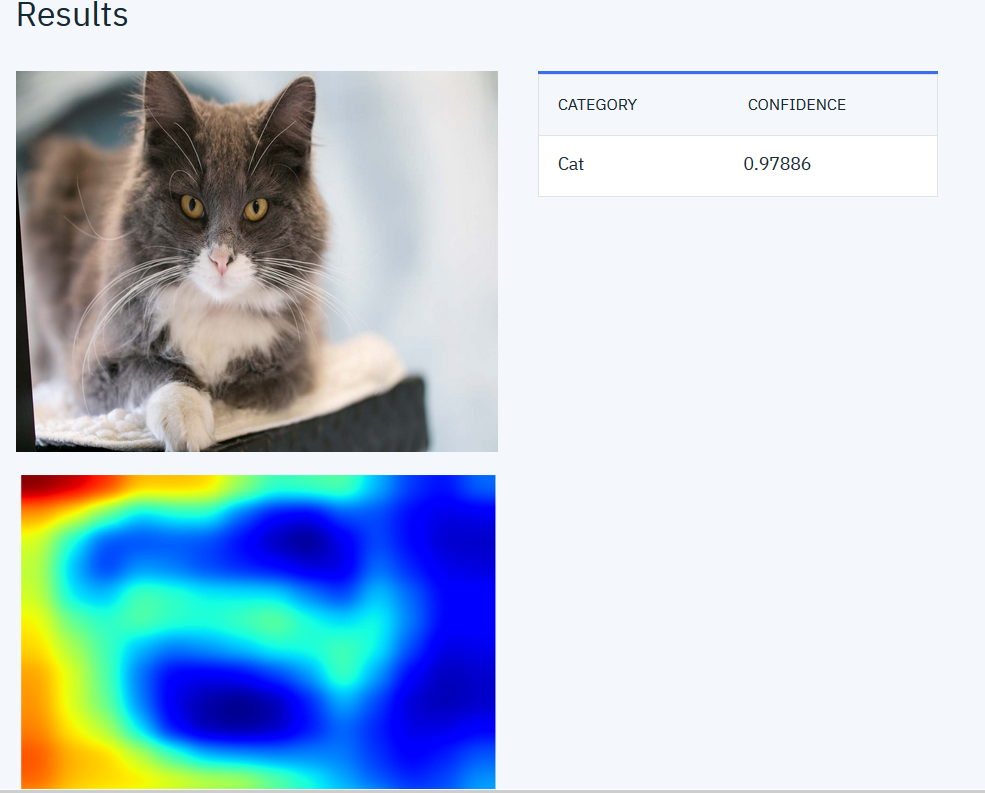 Results
CATEGORY CONFIDENCE
Cat 0.97886